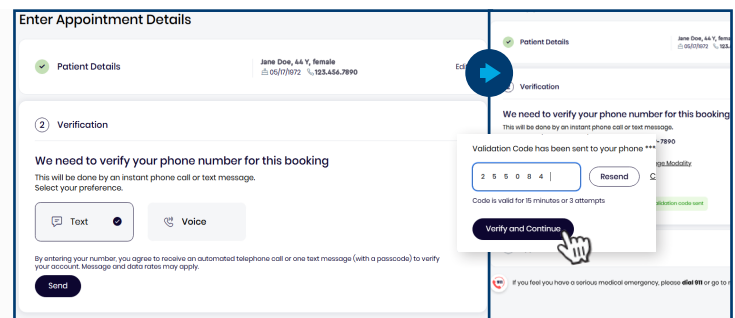 Enter Appointment Details
Patient Details
Jane Doe, 44 Y, female
05/17/1972 123.456.7890
2 Verification
We need to verify your phone number for this booking
This will be done by an instant phone call or text message.
Select your preference.
Text
Voice
By entering your number, you agree to receive an automated telephone call or one text message (with a passcode) to verify
your account. Message and data rates may apply.
Send
Patient Details
Jane Doe, 44 Y,
05/17/1972 123.
Verification
We need to verify your phone number for this booking
This will be done by an instant phone call or text message.
-7890
Modality
Validation Code has been sent to your phone ***
2 5 5 0 8 4
Resend
Code is valid for 15 minutes or 3 attempts
Verify and Continue
validation code sent
If you feel you have a serious medical emergency, please dial 911 or go to